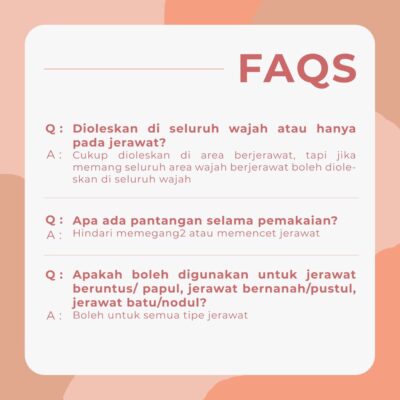 FAQS
Q : Dioleskan di seluruh wajah atau hanya
pada jerawat?
A : Cukup dioleskan di area berjerawat, tapi jika
memang seluruh area wajah berjerawat boleh diole-
skan di seluruh wajah
Q : Apa ada pantangan selama pemakaian?
A : Hindari memegang2 atau memencet jerawat
Q : Apakah boleh digunakan untuk jerawat
beruntus/ papul, jerawat bernanah/pustul,
jerawat batu/nodul?
A : Boleh untuk semua tipe jerawat